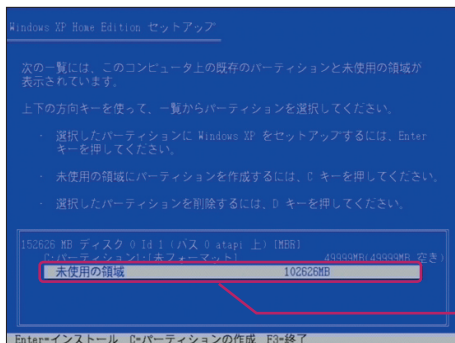 Windows XP Home Edition セットアップ
次の一覧には、このコンピュータ上の既存のパーティションと未使用の領域が
表示されています。
上下の方向キーを使って、一覧からパーティションを選択してください。
・ 選択したパーティションに Windows XP をセットアップするには、Enter
キーを押してください。
・ 未使用の領域にパーティションを作成するには、C キーを押してください。
・ 選択したパーティションを削除するには、D キーを押してください。
152626 MB ディスク 0 Id 1 (バス 0 atapi 上) [MBR]
C:パーティション1:[未フォーマット] 49999MB(49999MB 空き)
未使用の領域 102626MB
Enter=インストール C=パーティションの作成 F3=終了